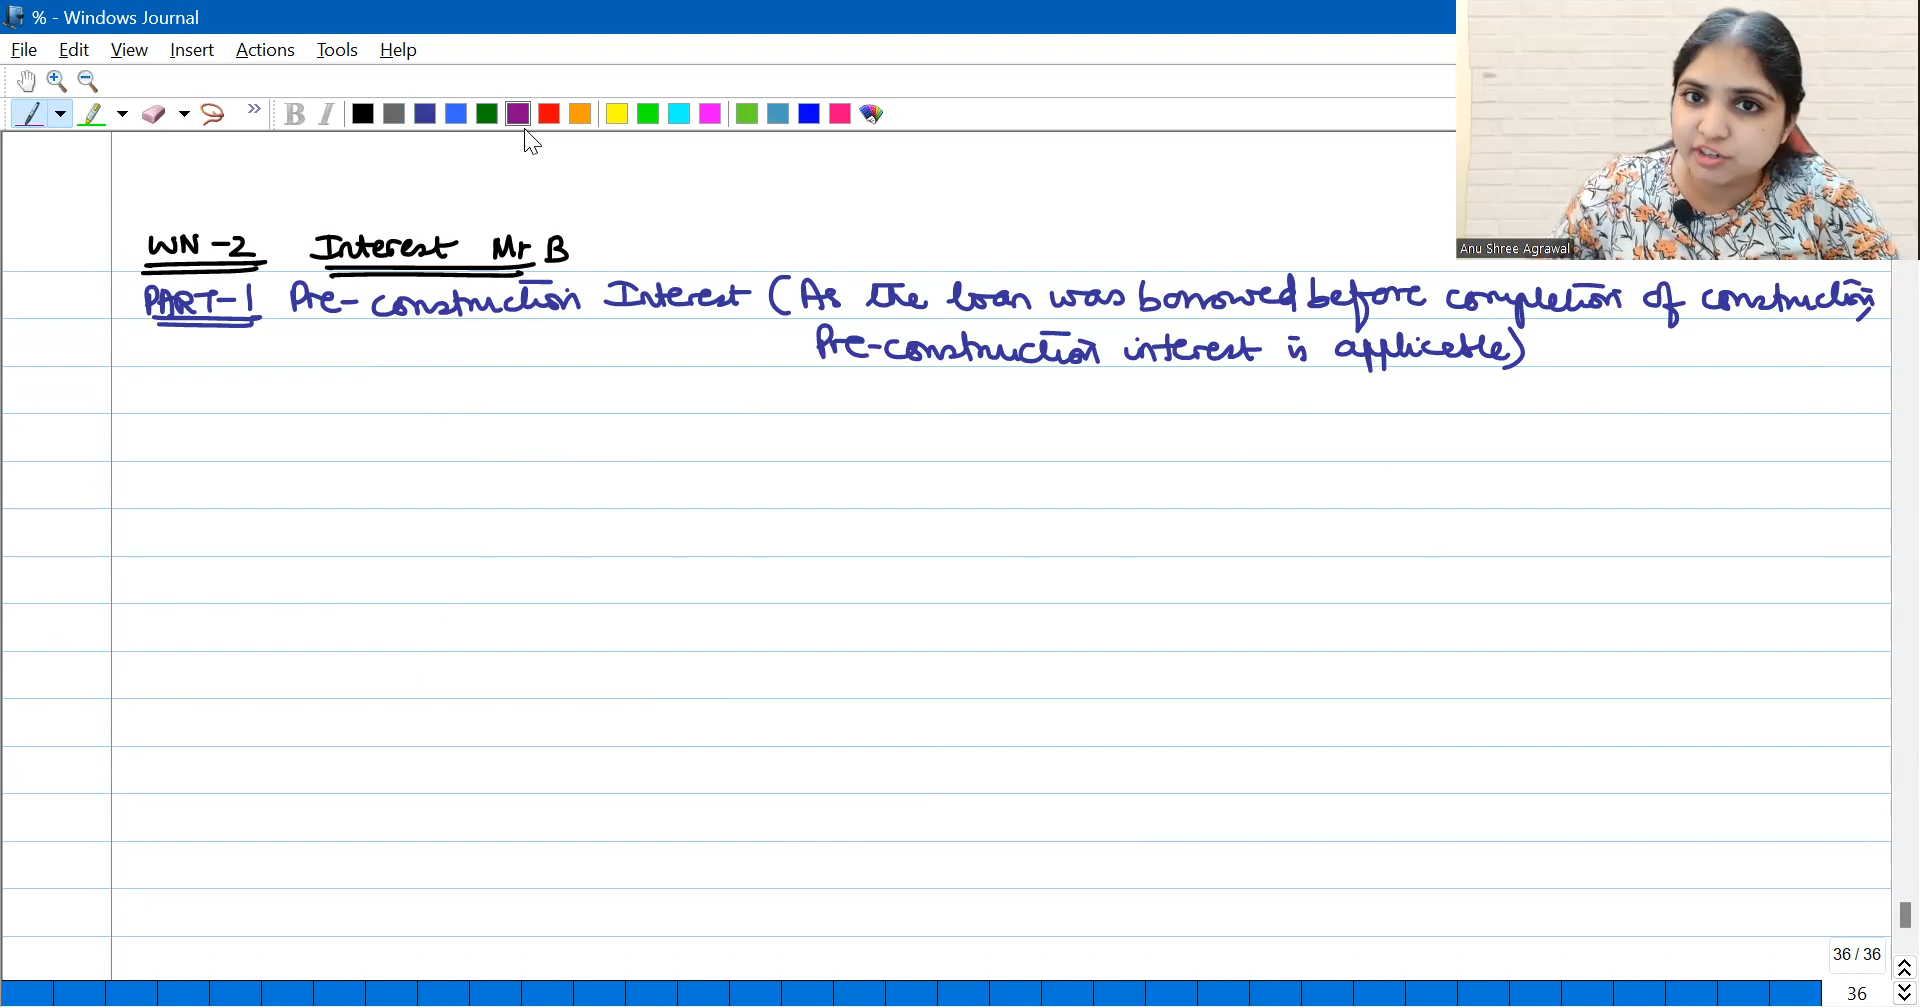 % - Windows Journal
File Edit View Insert Actions Tools Help
B I
Anu Shree Agrawal
WN-2 Interest Mr B
PART-1 Pre-construction Interest (As the loan was borrowed before completion of construction,
Pre-construction interest is applicable)
36 / 36
36